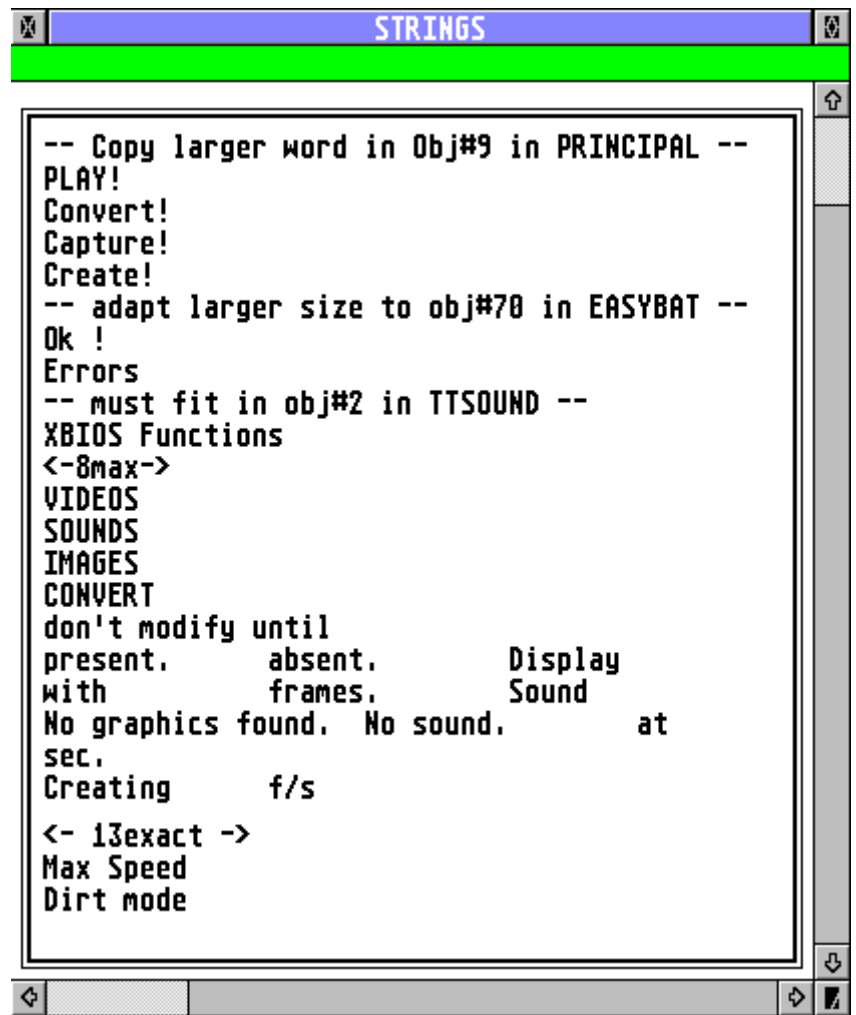 STRINGS
-- Copy larger word in Obj#9 in PRINCIPAL --
PLAY!
Convert!
Capture!
Create!
-- adapt larger size to obj#70 in EASYBAT --
Ok !
Errors
-- must fit in obj#2 in TTSOUND --
XBIOS Functions
<-8max->
VIDEOS
SOUNDS
IMAGES
CONVERT
don't modify until
present. absent. Display
with frames. Sound
No graphics found. No sound. at
sec.
Creating f/s
<- 13exact ->
Max Speed
Dirt mode